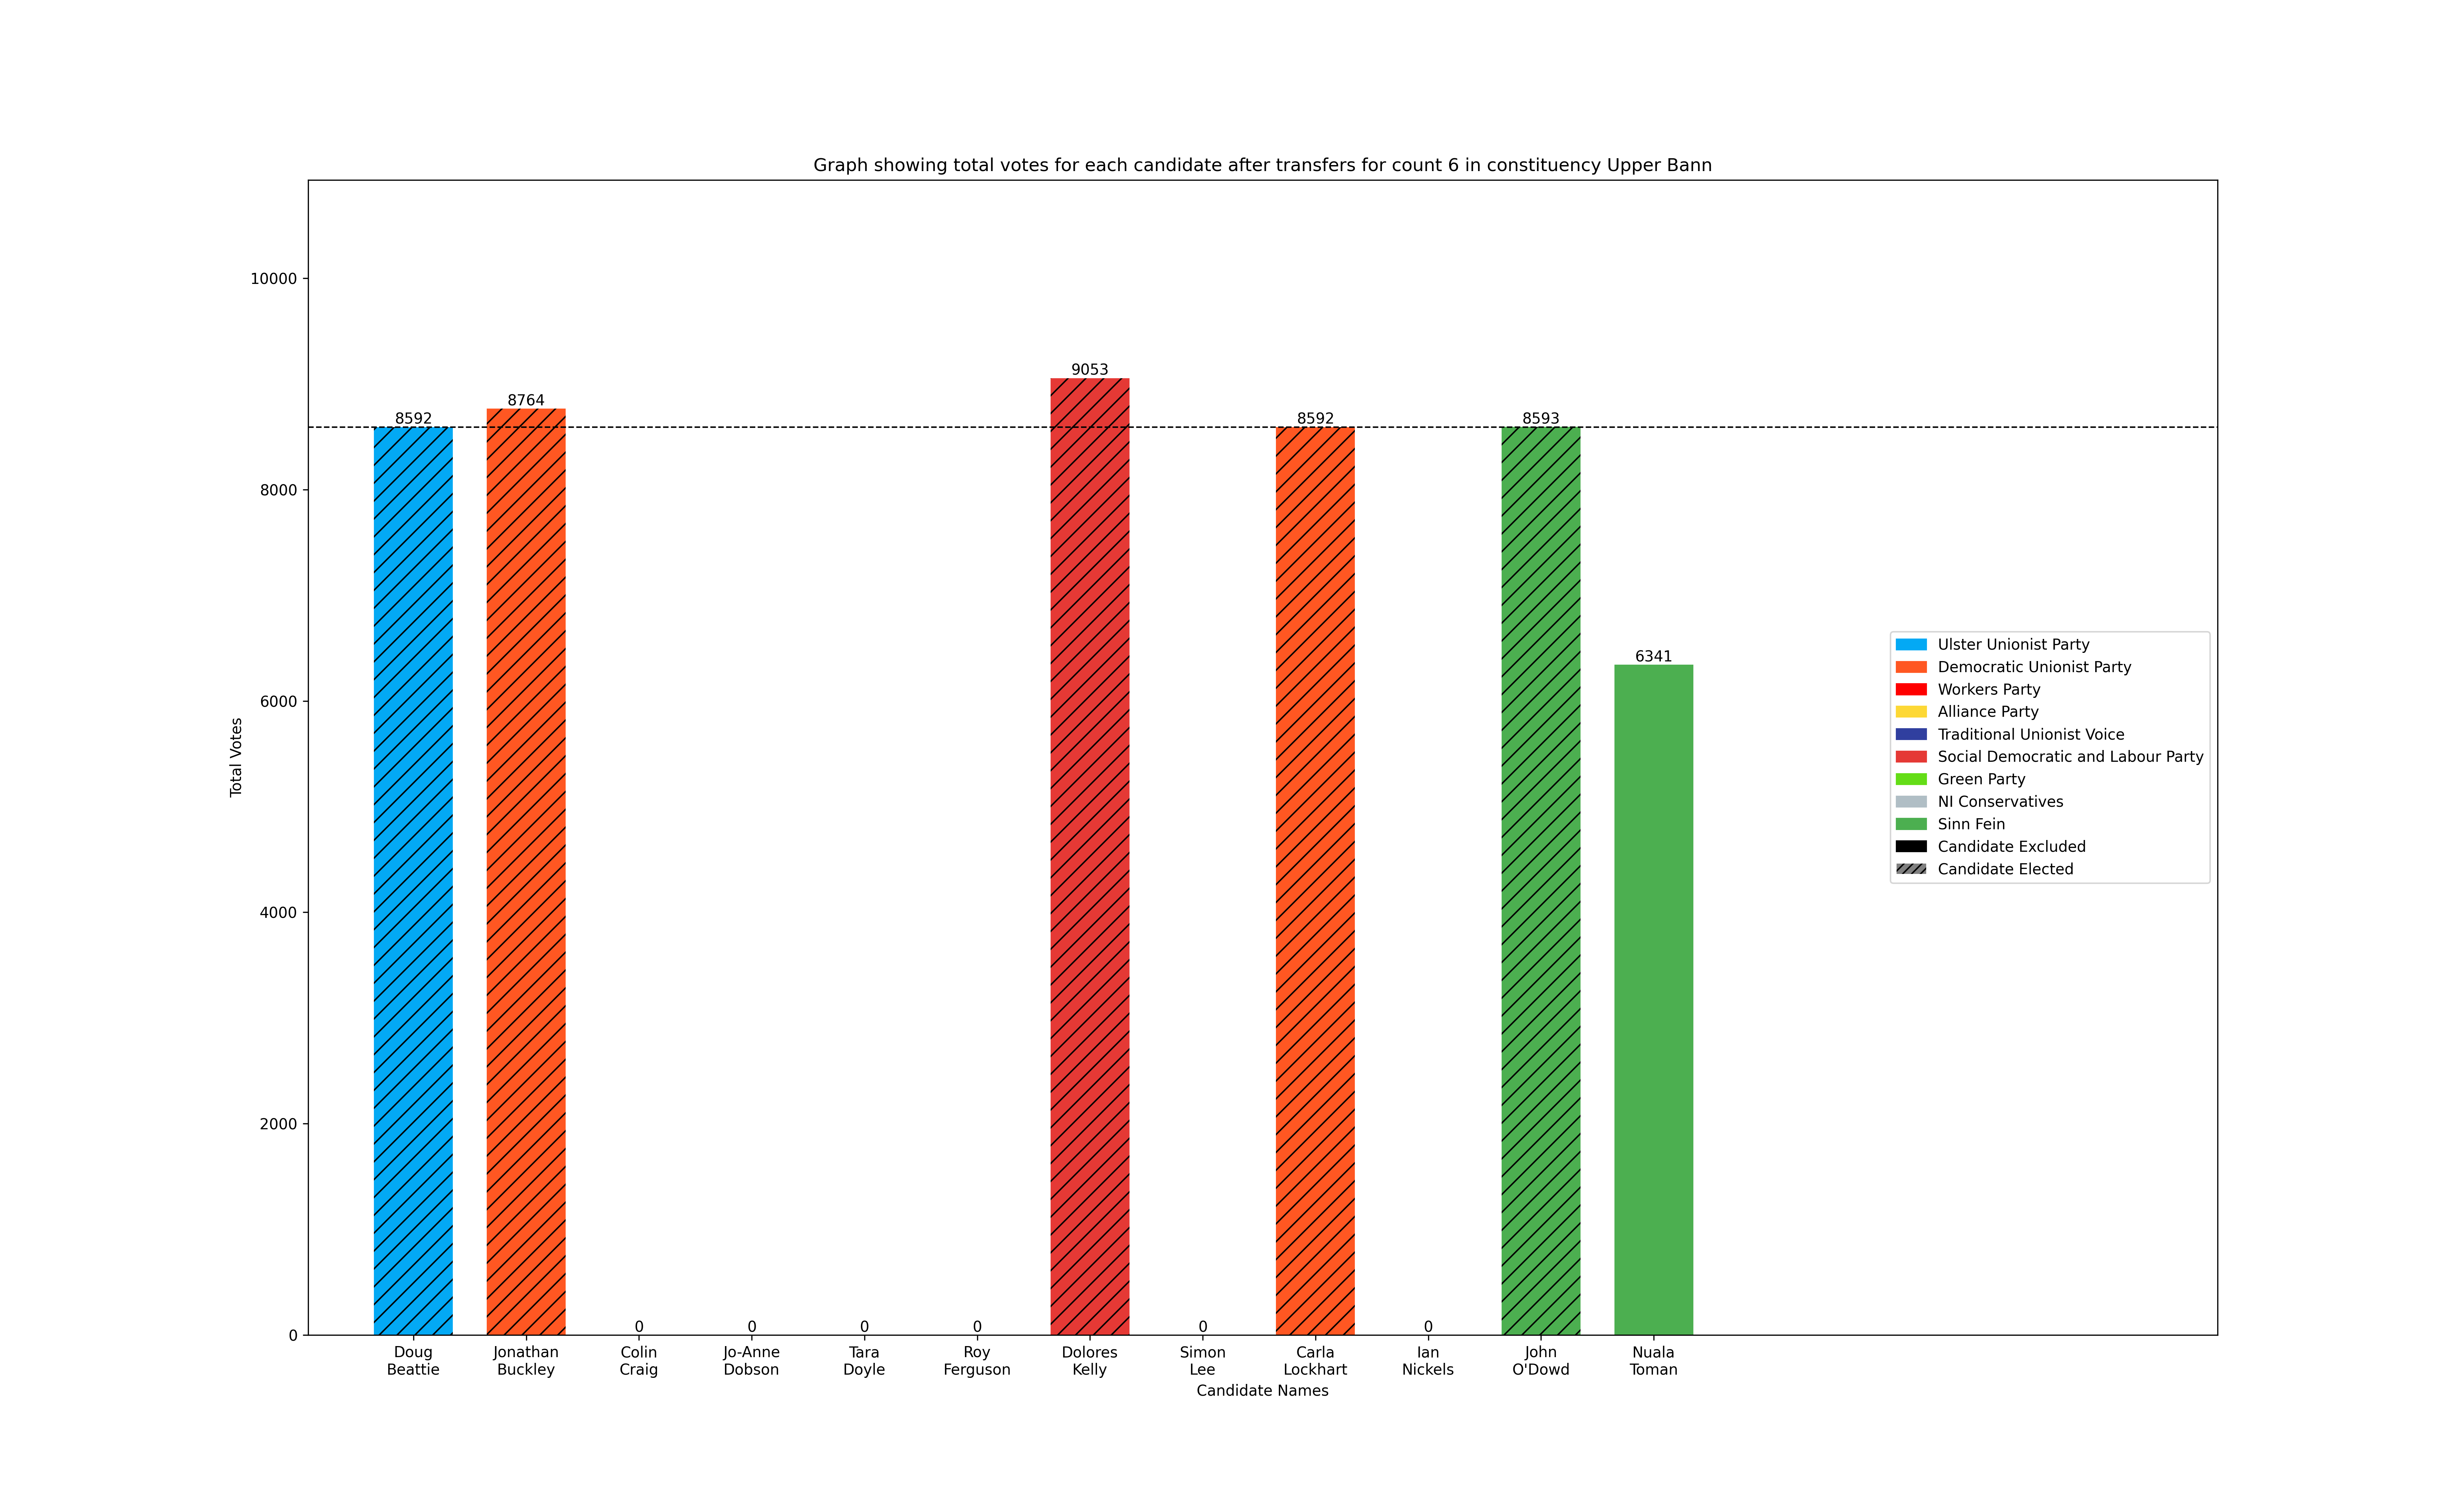 Graph showing total votes for each candidate after transfers for count 6 in constituency Upper Bann
10000
8000
6000
4000
2000
0
Total Votes
8592
8764
0
0
0
0
9053
0
8592
0
8593
6341
Doug
Beattie
Jonathan
Buckley
Colin
Craig
Jo-Anne
Dobson
Tara
Doyle
Roy
Ferguson
Dolores
Kelly
Simon
Lee
Carla
Lockhart
Ian
Nickels
John
O'Dowd
Nuala
Toman
Candidate Names
Ulster Unionist Party
Democratic Unionist Party
Workers Party
Alliance Party
Traditional Unionist Voice
Social Democratic and Labour Party
Green Party
NI Conservatives
Sinn Fein
Candidate Excluded
Candidate Elected